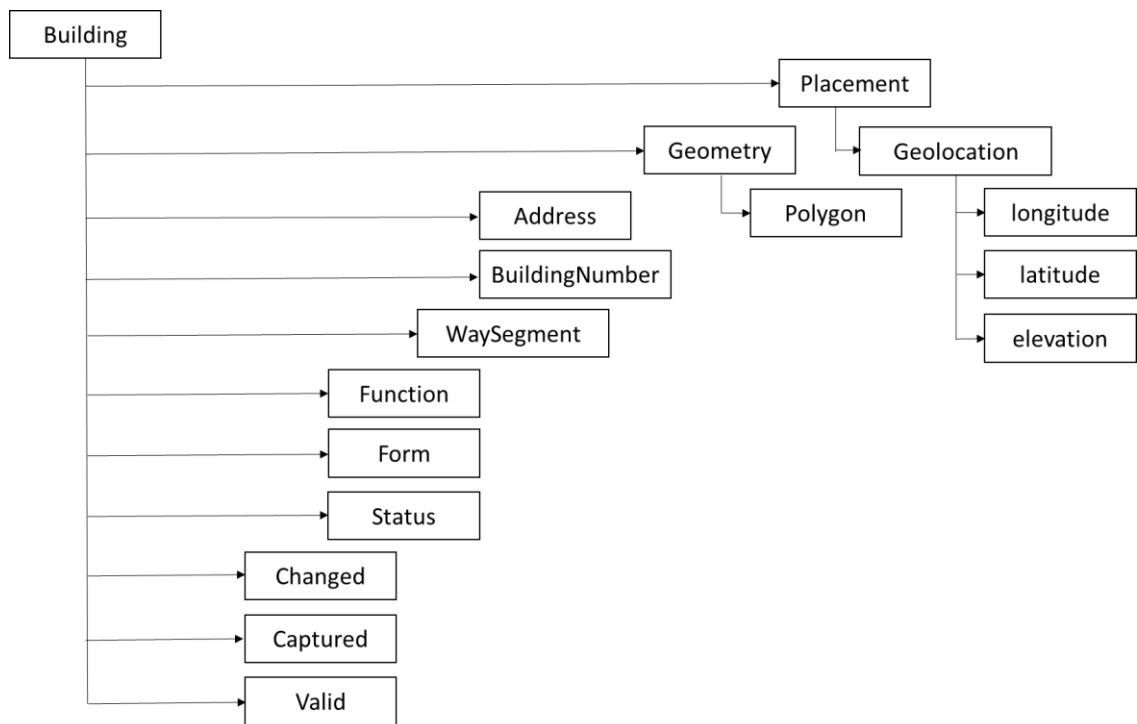 Building
Placement
Geometry
Geolocation
Address
Polygon
longitude
BuildingNumber
latitude
WaySegment
elevation
Function
Form
Status
Changed
Captured
Valid